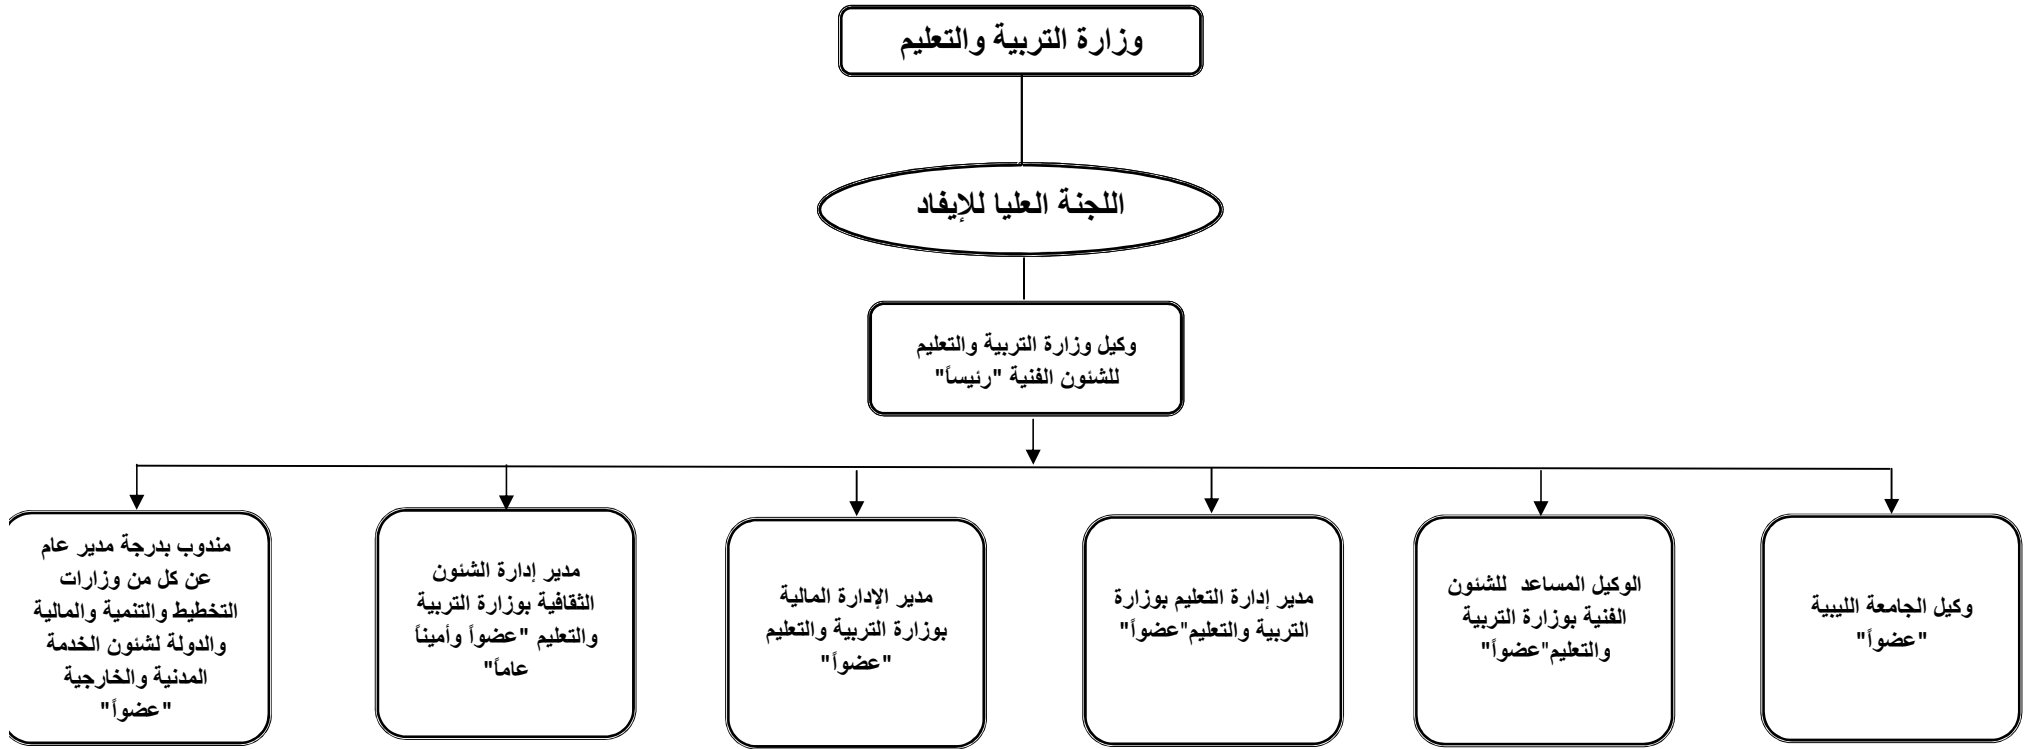 وزارة التربية والتعليم
اللجنة العليا للإيفاد
وكيل وزارة التربية والتعليم
للشئون الفنية "رئيساً"
وكيل الجامعة الليبية
"عضواً"
الوكيل المساعد للشئون
الفنية بوزارة التربية
والتعليم"عضواً"
مدير إدارة التعليم بوزارة
التربية والتعليم"عضواً"
مدير الإدارة المالية
بوزارة التربية والتعليم
"عضواً"
مدير إدارة الشئون
الثقافية بوزارة التربية
والتعليم "عضواً وأميناً
عاماً"
مندوب بدرجة مدير عام
عن كل من وزارات
التخطيط والتنمية والمالية
والدولة لشئون الخدمة
المدنية والخارجية
"عضواً"